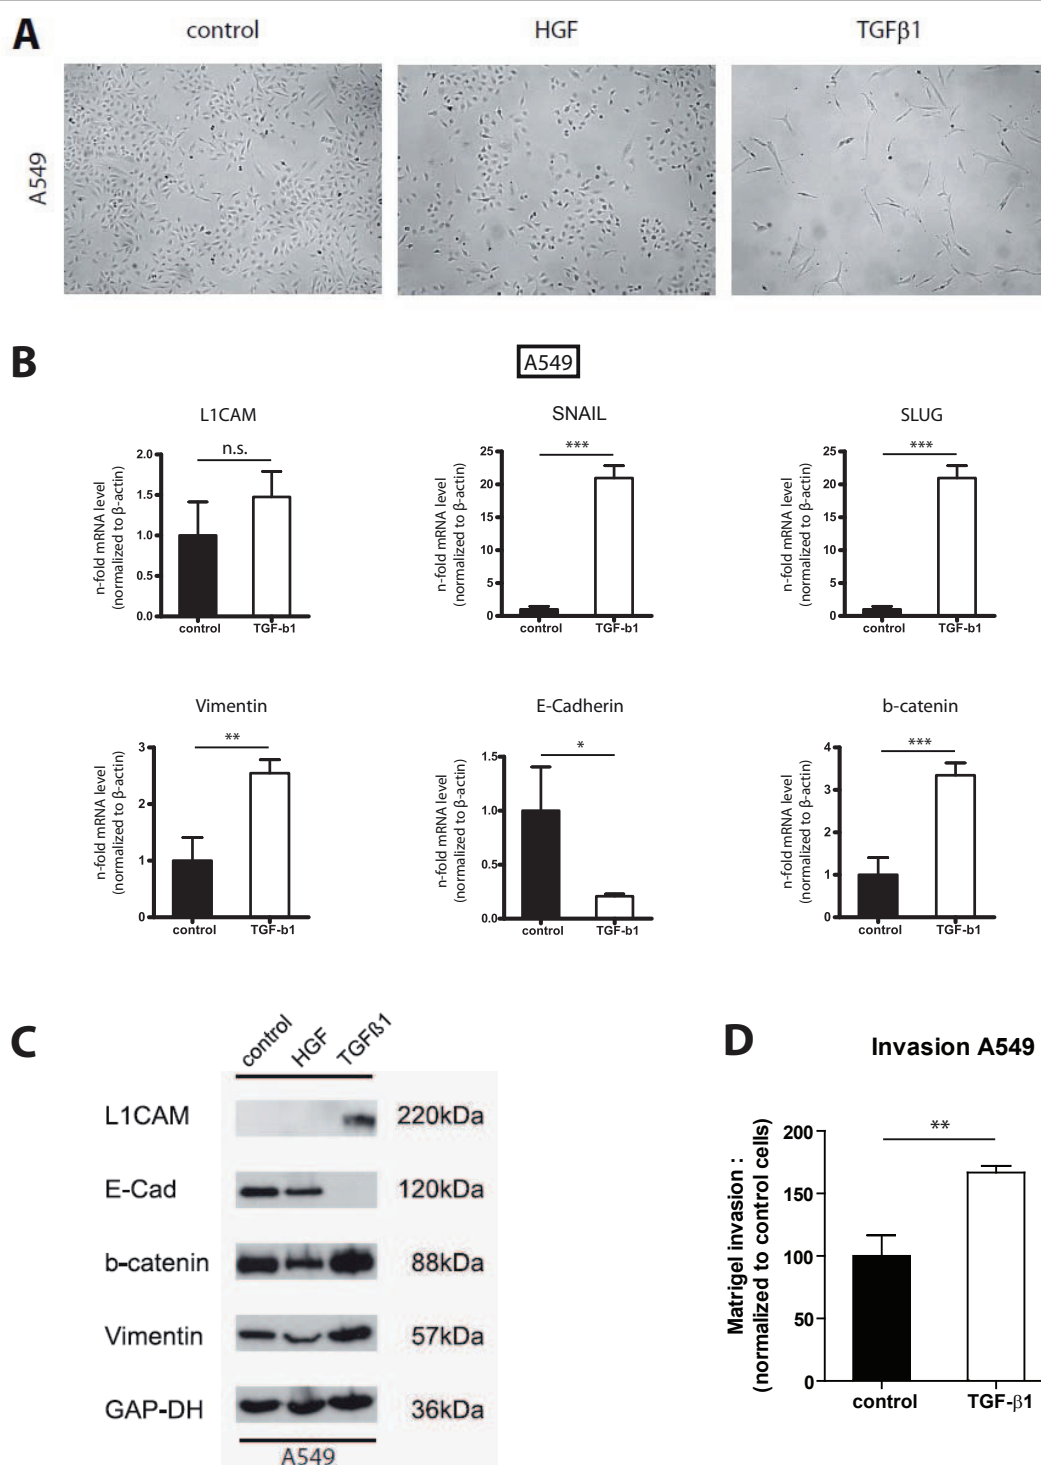 A
control
HGF
TGFβ1
A549
B
A549
L1CAM
n-fold mRNA level
(normalized to β-actin)
2.0
1.5
1.0
0.5
0.0
n.s.
control
TGF-b1
SNAIL
n-fold mRNA level
(normalized to β-actin)
25
20
15
10
5
0
***
control
TGF-b1
SLUG
n-fold mRNA level
(normalized to β-actin)
25
20
15
10
5
0
***
control
TGF-b1
Vimentin
n-fold mRNA level
(normalized to β-actin)
3
2
1
0
**
control
TGF-b1
E-Cadherin
n-fold mRNA level
(normalized to β-actin)
1.5
1.0
0.5
0.0
*
control
TGF-b1
b-catenin
n-fold mRNA level
(normalized to β-actin)
4
3
2
1
0
***
control
TGF-b1
C
control
HGF
TGFß1
L1CAM 220kDa
E-Cad 120kDa
b-catenin 88kDa
Vimentin 57kDa
GAP-DH 36kDa
A549
D
Invasion A549
Matrigel invasion :
(normalized to control cells)
200
150
100
50
0
**
control
TGF-β1